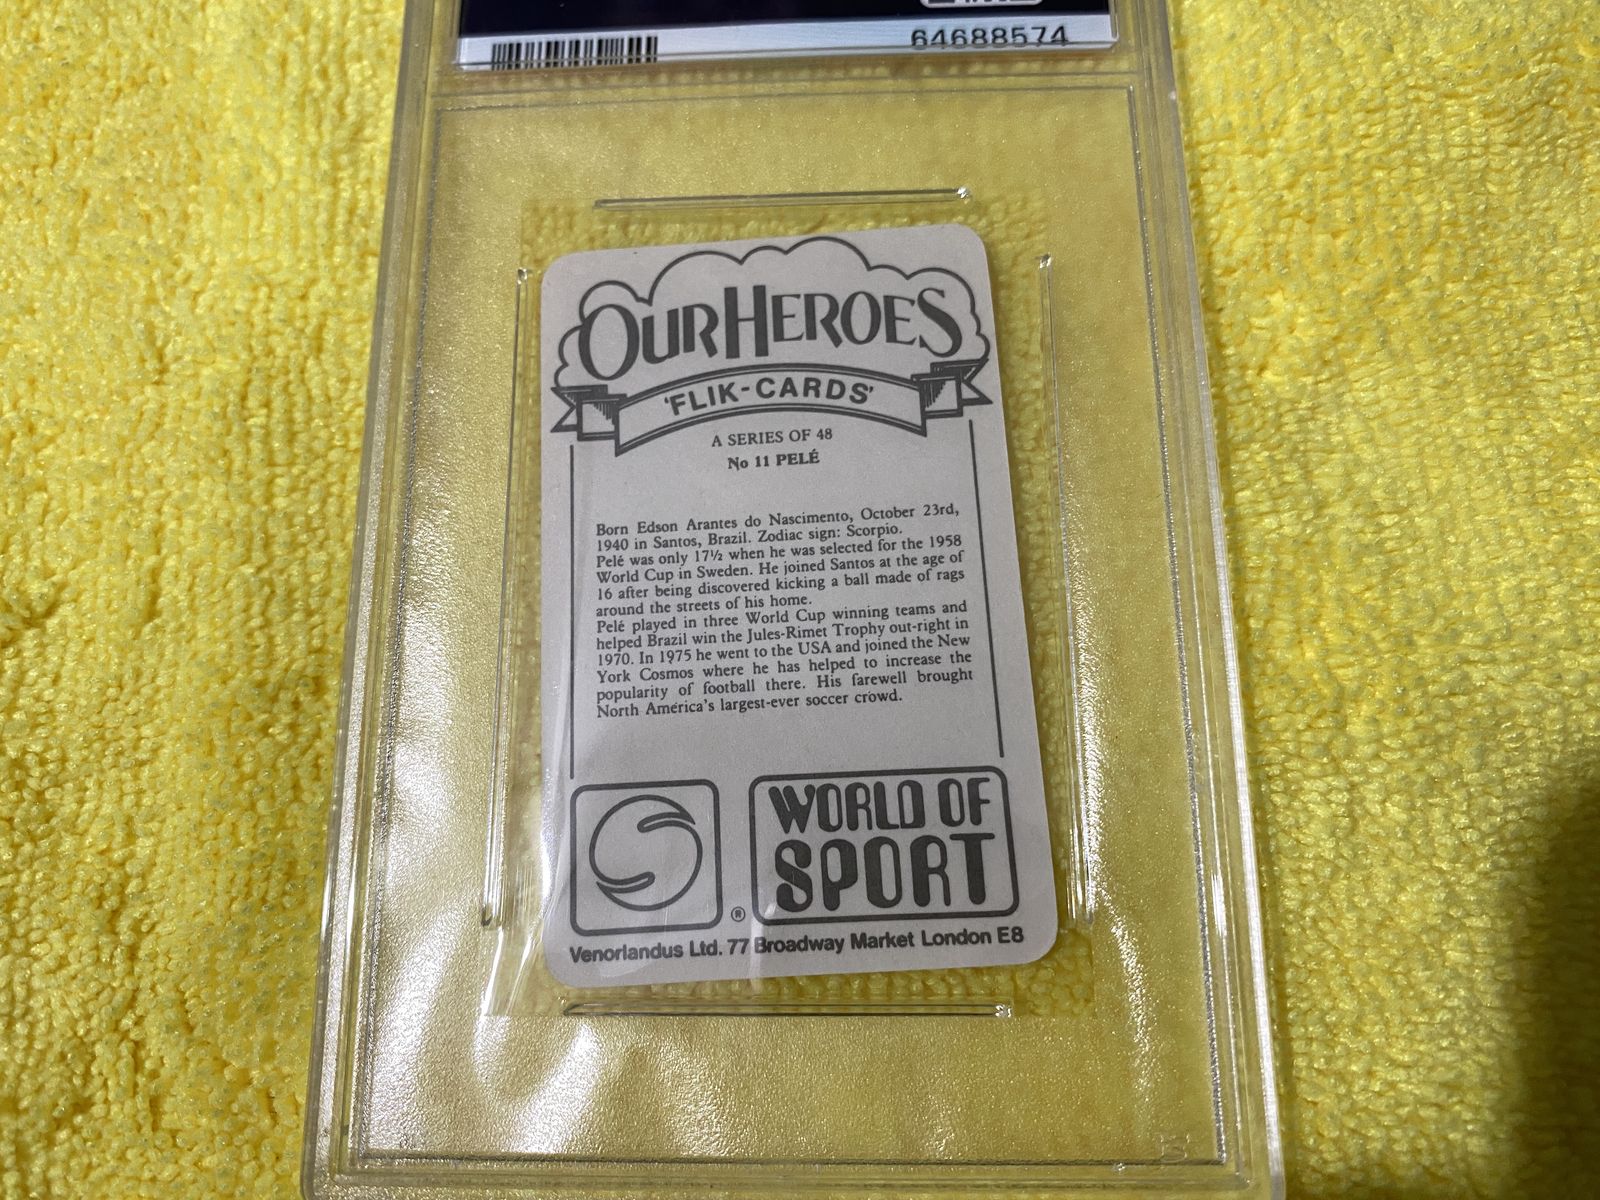 64688574
OUR HEROES
'FLIK-CARDS'
A SERIES OF 48
No 11 PELÉ
Born Edson Arantes do Nascimento, October 23rd,
1940 in Santos, Brazil. Zodiac sign: Scorpio.
Pelé was only 17½ when he was selected for the 1958
World Cup in Sweden. He joined Santos at the age of
16 after being discovered kicking a ball made of rags
around the streets of his home.
Pelé played in three World Cup winning teams and
helped Brazil win the Jules-Rimet Trophy out-right in
1970. In 1975 he went to the USA and joined the New
York Cosmos where he has helped to increase the
popularity of football there. His farewell brought
North America's largest-ever soccer crowd.
®
WORLD OF
SPORT
Venorlandus Ltd. 77 Broadway Market London E8